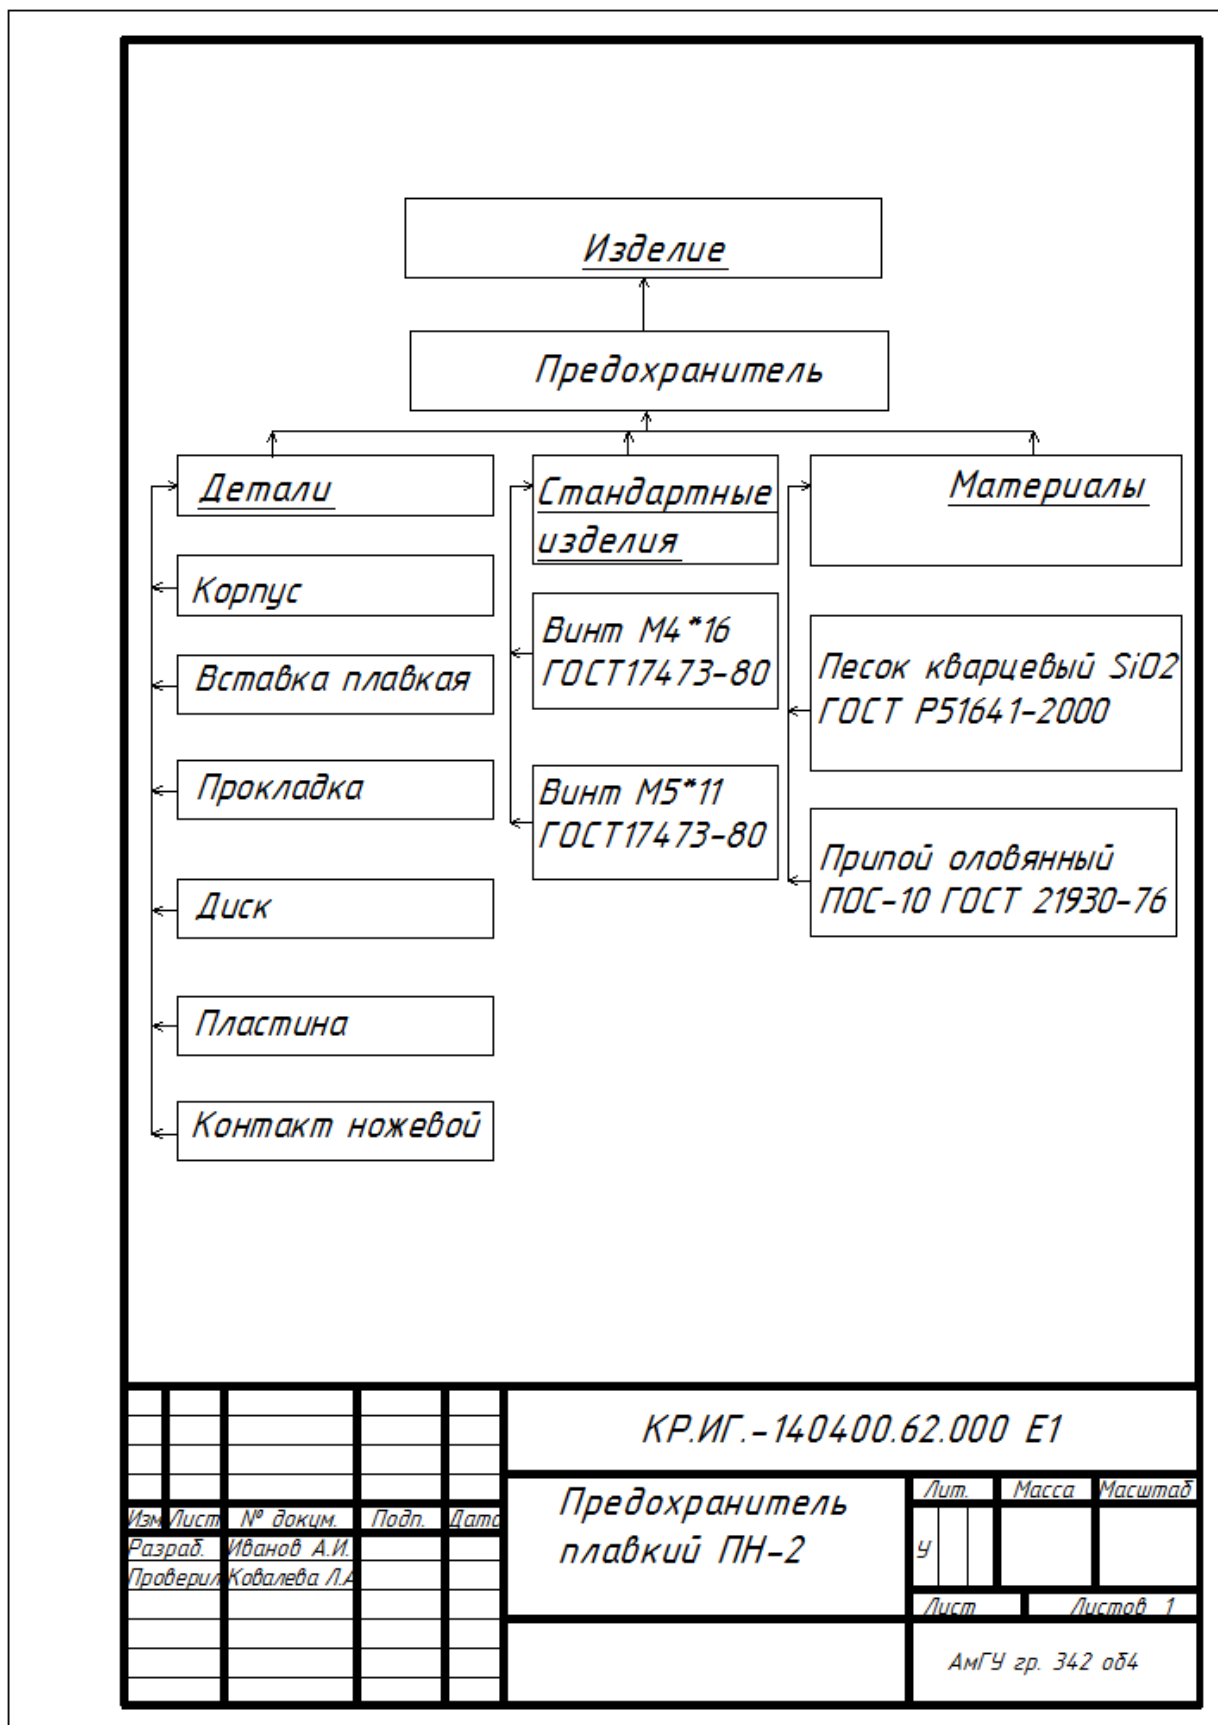 Изделие
Предохранитель
Детали
Корпус
Вставка плавкая
Прокладка
Диск
Пластина
Контакт ножевой
Стандартные
изделия
Винт М4*16
ГОСТ17473-80
Винт М5*11
ГОСТ17473-80
Материалы
Песок кварцевый SiO2
ГОСТ Р51641-2000
Припой оловянный
ПОС-10 ГОСТ 21930-76
КР.ИГ.-140400.62.000 Е1
Изм Лист № докум. Подп. Дата
Разраб. Иванов А.И.
Проверил Ковалева Л.А
Предохранитель
плавкий ПН-2
Лит. Масса Масштаб
У
Лист Листов 1
АмГУ гр. 342 об4